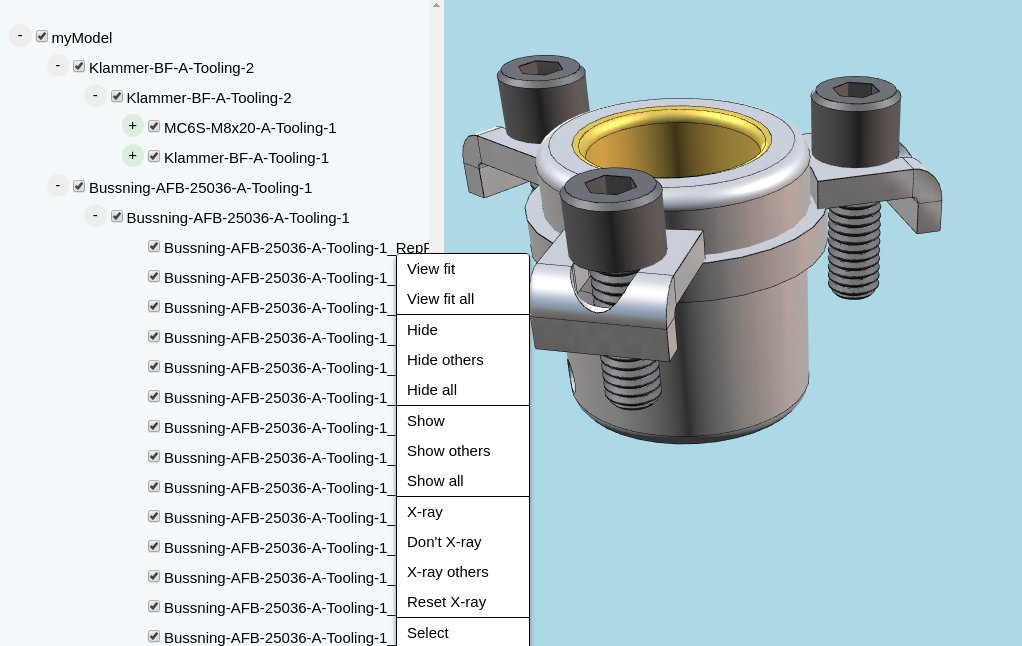 - myModel
- Klammer-BF-A-Tooling-2
- Klammer-BF-A-Tooling-2
+ MC6S-M8x20-A-Tooling-1
+ Klammer-BF-A-Tooling-1
- Bussning-AFB-25036-A-Tooling-1
- Bussning-AFB-25036-A-Tooling-1
Bussning-AFB-25036-A-Tooling-1_RepR
Bussning-AFB-25036-A-Tooling-1_
Bussning-AFB-25036-A-Tooling-1_
Bussning-AFB-25036-A-Tooling-1_
Bussning-AFB-25036-A-Tooling-1_
Bussning-AFB-25036-A-Tooling-1_
Bussning-AFB-25036-A-Tooling-1_
Bussning-AFB-25036-A-Tooling-1_
Bussning-AFB-25036-A-Tooling-1_
Bussning-AFB-25036-A-Tooling-1_
Bussning-AFB-25036-A-Tooling-1_
Bussning-AFB-25036-A-Tooling-1_
Bussning-AFB-25036-A-Tooling-1_
Bussning-AFB-25036-A-Tooling-1_
View fit
View fit all
Hide
Hide others
Hide all
Show
Show others
Show all
X-ray
Don't X-ray
X-ray others
Reset X-ray
Select